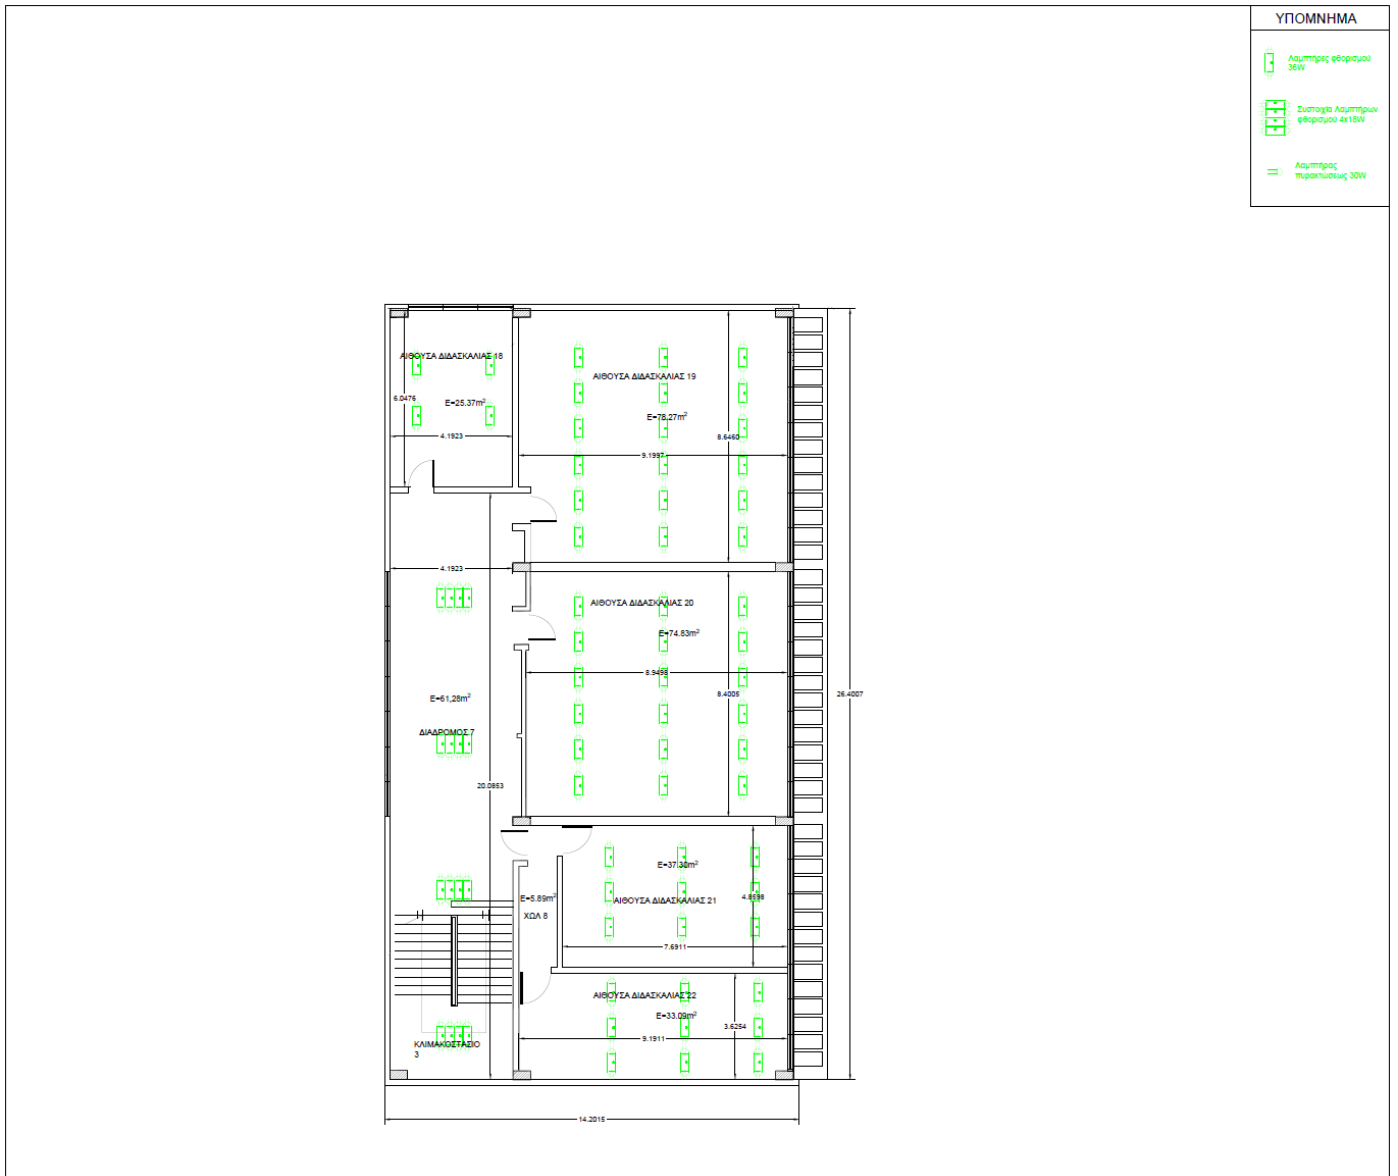 ΥΠΟΜΝΗΜΑ
Λαμπτήρες φθορισμού
36W
Συστοιχία Λαμπτήρων
φθορισμού 4x18W
Λαμπτήρας
πυρακτώσεως 30W
ΑΙΘΟΥΣΑ ΔΙΔΑΣΚΑΛΙΑΣ 18
E=25.37m²
6.0476
4.1923
ΑΙΘΟΥΣΑ ΔΙΔΑΣΚΑΛΙΑΣ 19
E=78.27m²
8.6460
9.1997
4.1923
ΑΙΘΟΥΣΑ ΔΙΔΑΣΚΑΛΙΑΣ 20
E=74.83m²
8.9498
8.4005
26.4007
E=61,28m²
ΔΙΑΔΡΟΜΟΣ 7
20.0853
E=37.30m²
ΑΙΘΟΥΣΑ ΔΙΔΑΣΚΑΛΙΑΣ 21
4.8598
7.6911
E=5.89m²
ΧΩΛ 8
ΑΙΘΟΥΣΑ ΔΙΔΑΣΚΑΛΙΑΣ 22
E=33.09m²
3.6254
9.1911
ΚΛΙΜΑΚΟΣΤΑΣΙΟ
3
14.2015